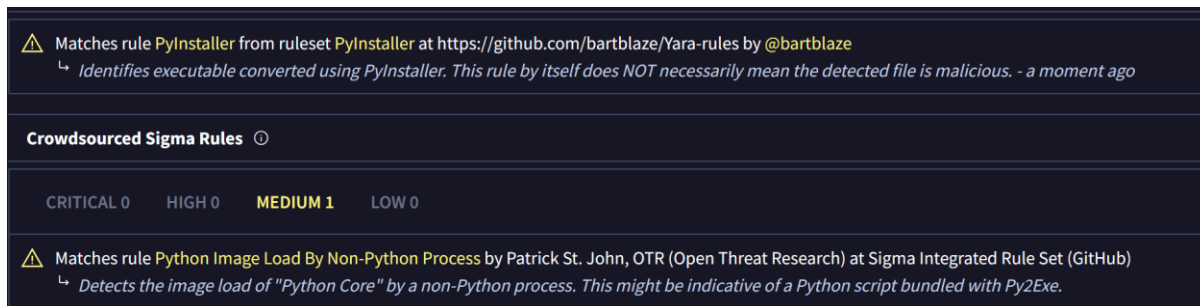 Matches rule PyInstaller from ruleset PyInstaller at https://github.com/bartblaze/Yara-rules by @bartblaze
Identifies executable converted using PyInstaller. This rule by itself does NOT necessarily mean the detected file is malicious. - a moment ago
Crowdsourced Sigma Rules
CRITICAL 0 HIGH 0 MEDIUM 1 LOW 0
Matches rule Python Image Load By Non-Python Process by Patrick St. John, OTR (Open Threat Research) at Sigma Integrated Rule Set (GitHub)
Detects the image load of "Python Core" by a non-Python process. This might be indicative of a Python script bundled with Py2Exe.